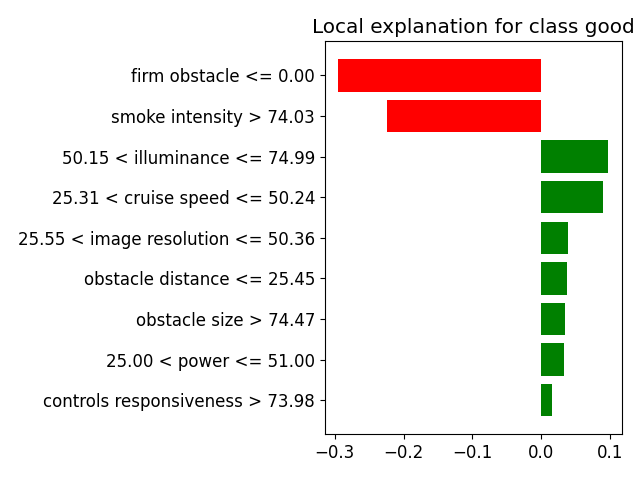 Local explanation for class good
firm obstacle <= 0.00
smoke intensity > 74.03
50.15 < illuminance <= 74.99
25.31 < cruise speed <= 50.24
25.55 < image resolution <= 50.36
obstacle distance <= 25.45
obstacle size > 74.47
25.00 < power <= 51.00
controls responsiveness > 73.98
−0.3 −0.2 −0.1 0.0 0.1